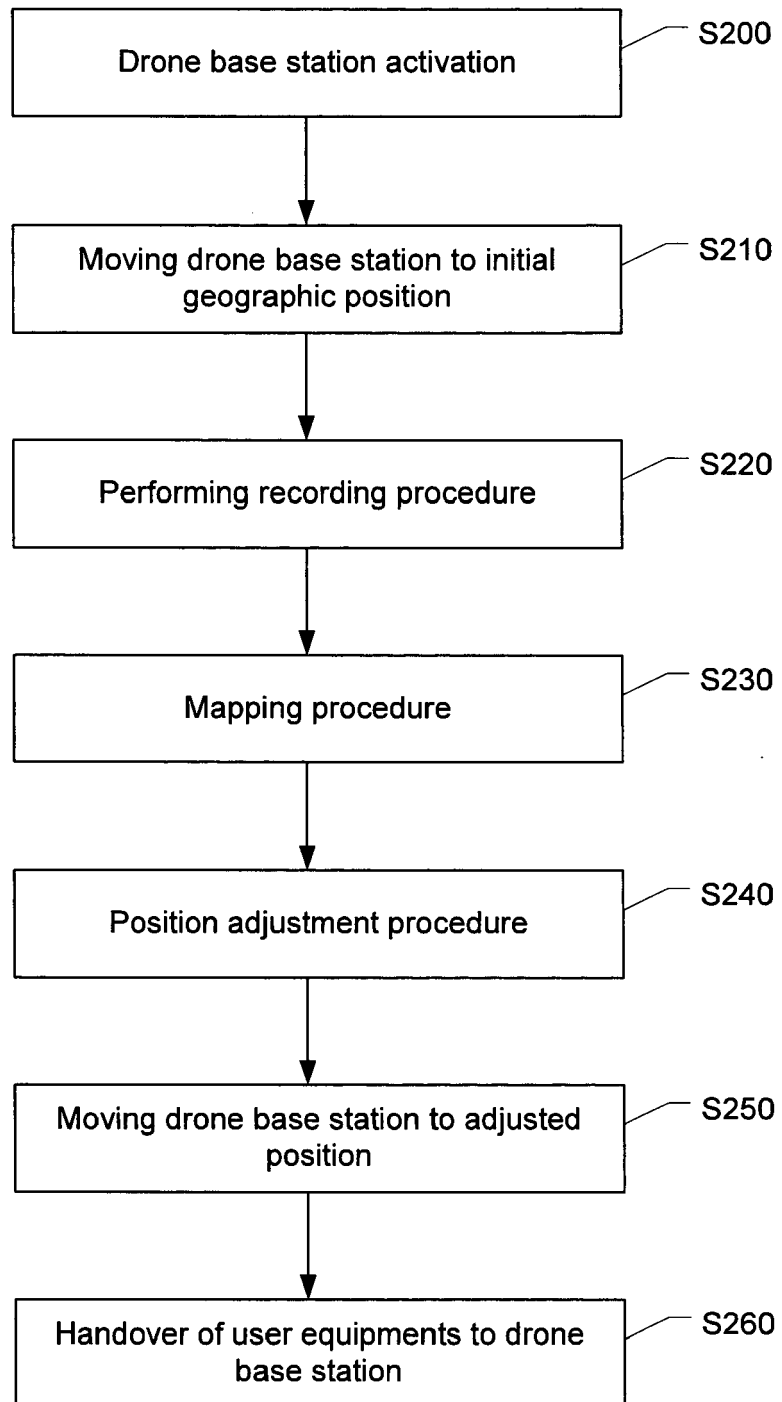 S200
Drone base station activation
S210
Moving drone base station to initial
geographic position
S220
Performing recording procedure
S230
Mapping procedure
S240
Position adjustment procedure
S250
Moving drone base station to adjusted
position
S260
Handover of user equipments to drone
base station